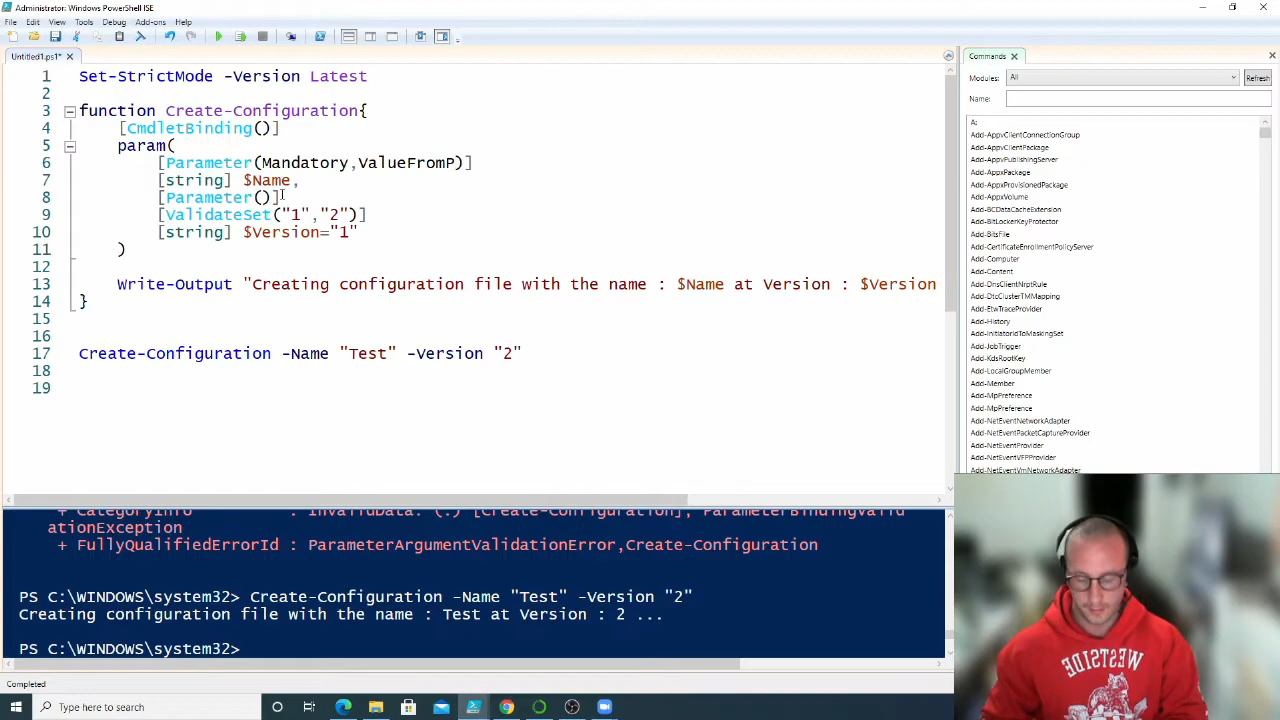 Administrator: Windows PowerShell ISE
File Edit View Tools Debug Add-ons Help
Untitled1.ps1*
1 Set-StrictMode -Version Latest
2
3 function Create-Configuration{
4 [CmdletBinding()]
5 param(
6 [Parameter(Mandatory,ValueFromP)]
7 [string] $Name,
8 [Parameter()]
9 [ValidateSet("1","2")]
10 [string] $Version="1"
11 )
12
13 Write-Output "Creating configuration file with the name : $Name at Version : $Version
14 }
15
16
17 Create-Configuration -Name "Test" -Version "2"
18
19
+ CategoryInfo : InvalidData: (:) [Create-Configuration], ParameterBindingValid
ationException
+ FullyQualifiedErrorId : ParameterArgumentValidationError,Create-Configuration
PS C:\WINDOWS\system32> Create-Configuration -Name "Test" -Version "2"
Creating configuration file with the name : Test at Version : 2 ...
PS C:\WINDOWS\system32>
Completed
Commands
Modules: All Refresh
Name:
A:
Add-AppvClientConnectionGroup
Add-AppvClientPackage
Add-AppvPublishingServer
Add-AppxPackage
Add-AppxProvisionedPackage
Add-AppxVolume
Add-BCDataCacheExtension
Add-BitLockerKeyProtector
Add-BitsFile
Add-CertificateEnrollmentPolicyServer
Add-Computer
Add-Content
Add-DnsClientNrptRule
Add-DtcClusterTMMapping
Add-EtwTraceProvider
Add-History
Add-InitiatorIdToMaskingSet
Add-JobTrigger
Add-KdsRootKey
Add-LocalGroupMember
Add-Member
Add-MpPreference
Add-MpPreference
Add-NetEventNetworkAdapter
Add-NetEventPacketCaptureProvider
Add-NetEventProvider
Add-NetEventVFPProvider
Add-NetEventVmNetworkAdapter
WESTSIDE
Type here to search